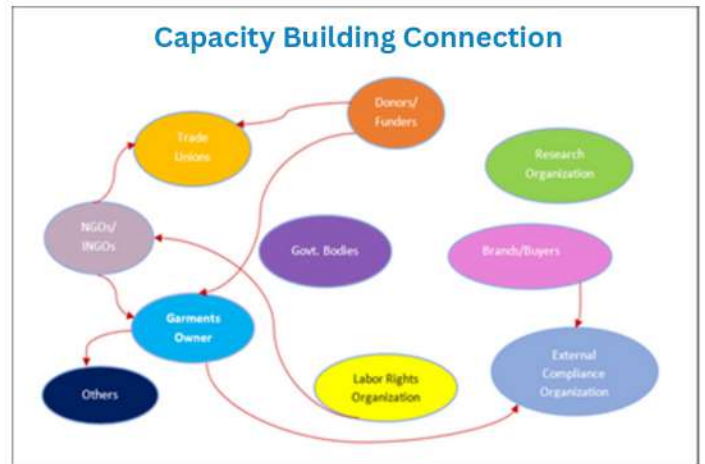 Capacity Building Connection
Donors/
Funders
Trade
Unions
Research
Organization
NGOs/
INGOs
Govt. Bodies
Brands/Buyers
Garments
Owner
External
Compliance
Organization
Labor Rights
Organization
Others